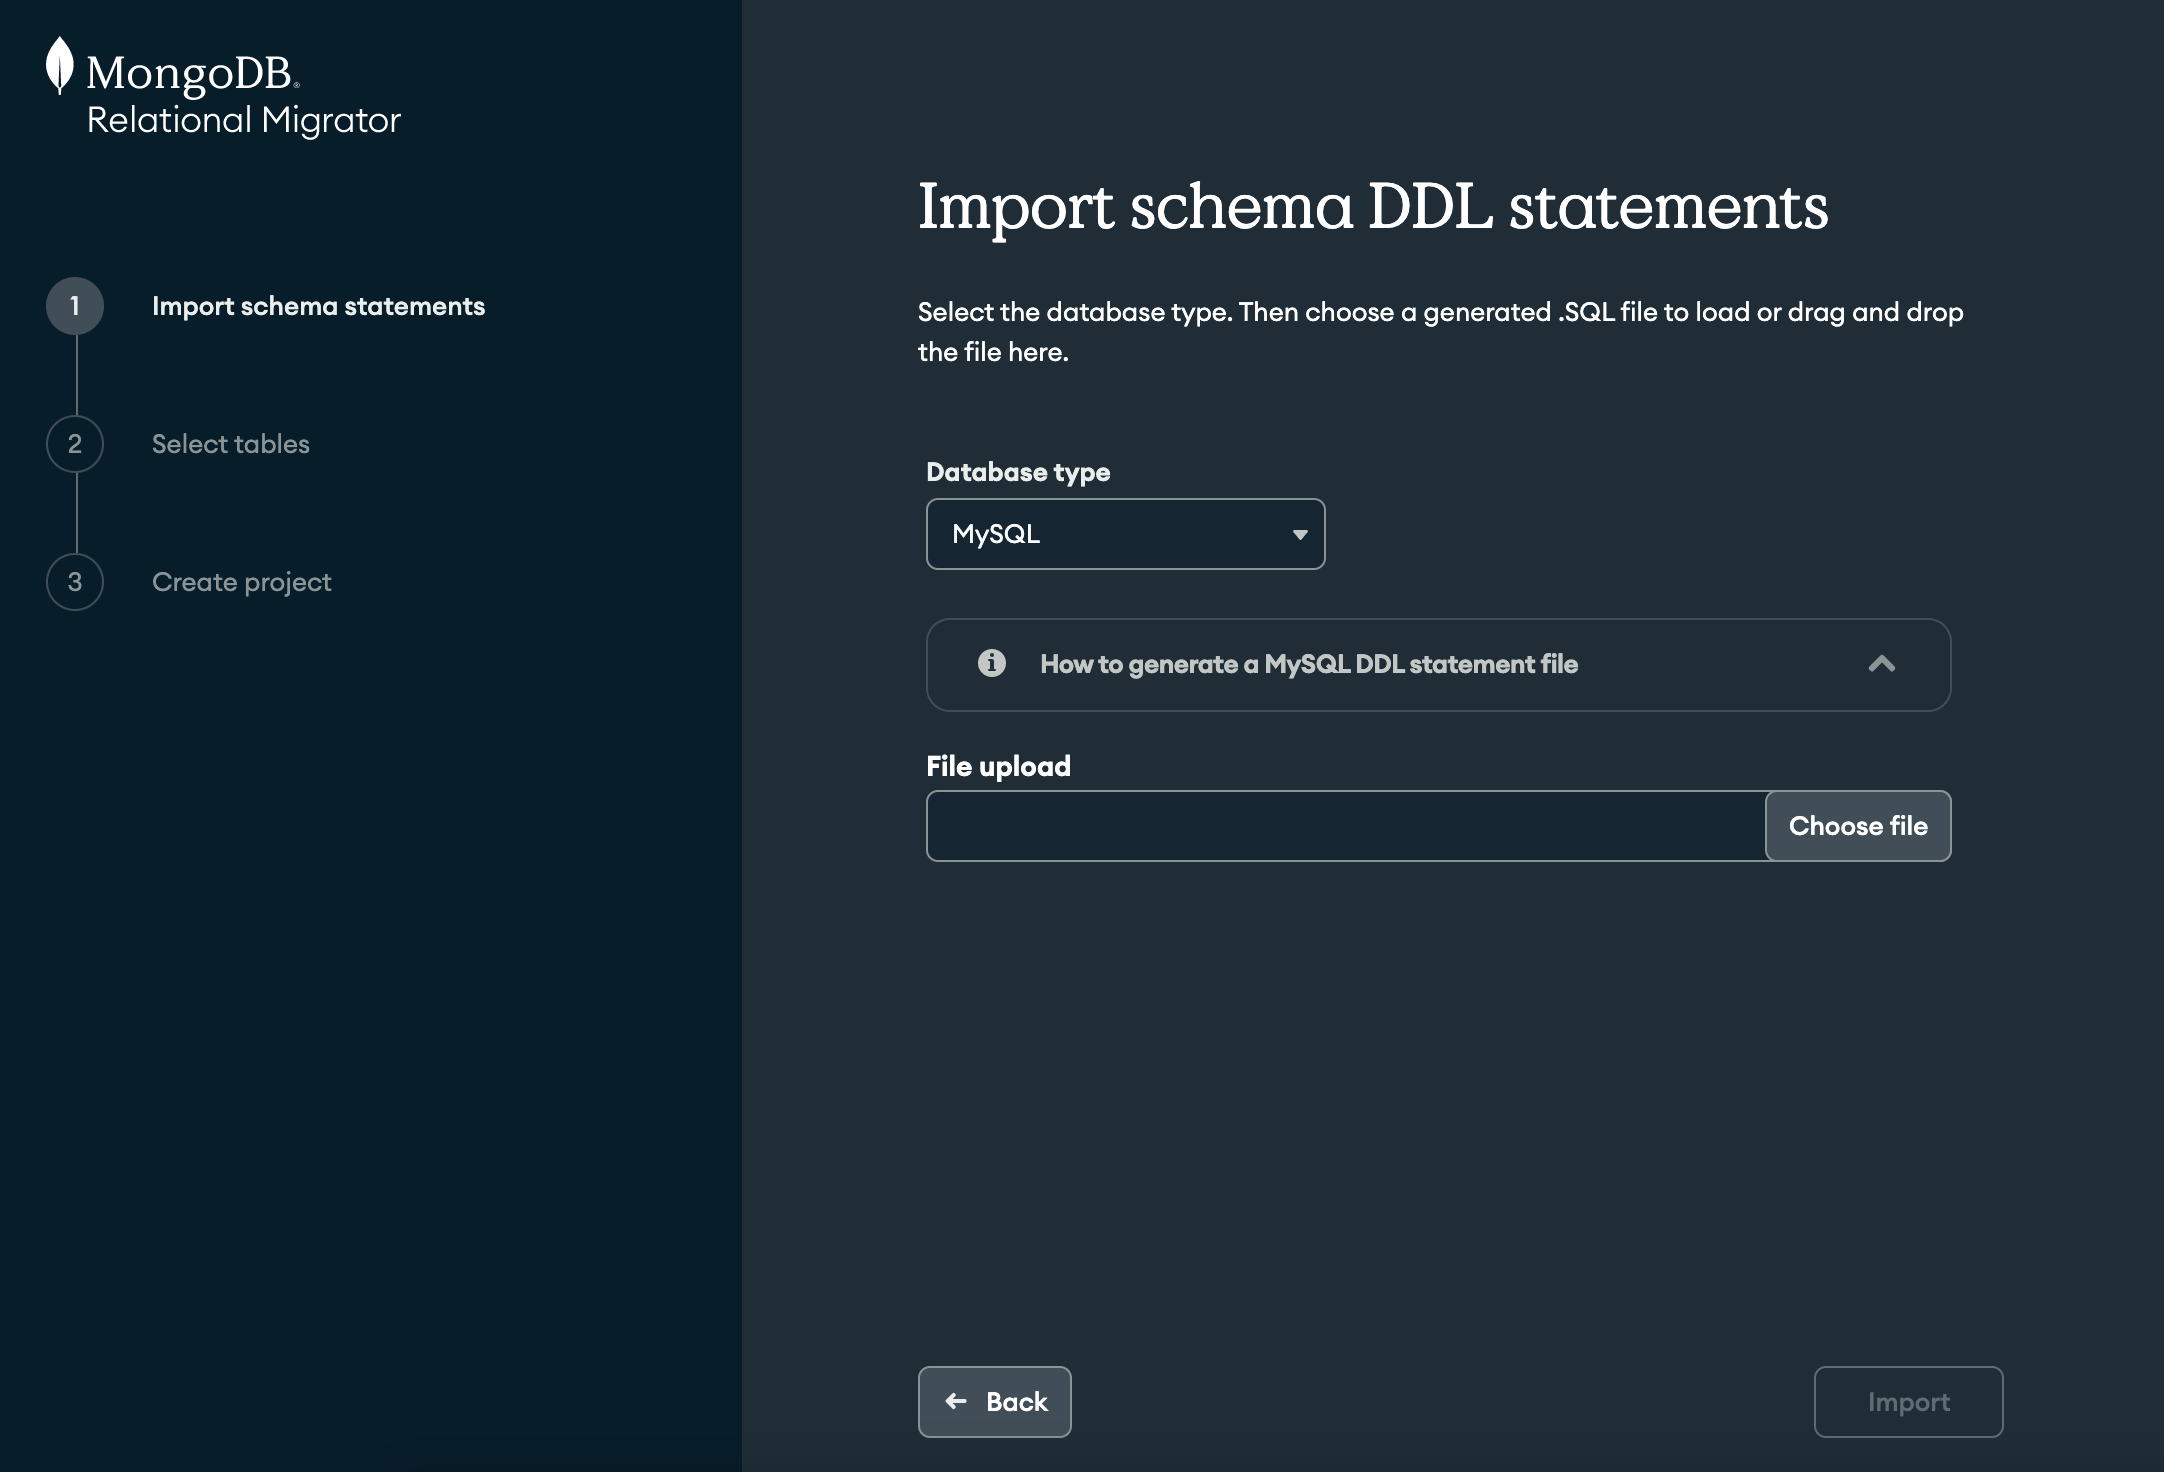 MongoDB®
Relational Migrator
1 Import schema statements
2 Select tables
3 Create project
Import schema DDL statements
Select the database type. Then choose a generated .SQL file to load or drag and drop
the file here.
Database type
MySQL
How to generate a MySQL DDL statement file
File upload
Choose file
Back
Import